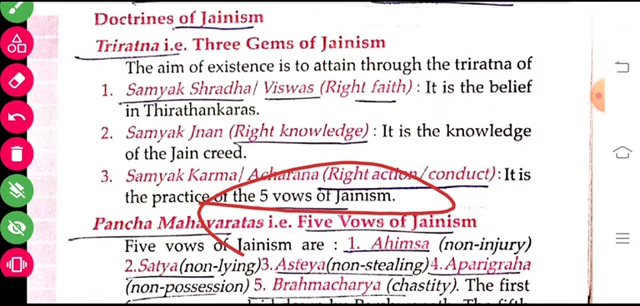 Doctrines of Jainism
Triratna i.e. Three Gems of Jainism
The aim of existence is to attain through the triratna of
1. Samyak Shradha/ Viswas (Right faith) : It is the belief
in Thirathankaras.
2. Samyak Jnan (Right knowledge) : It is the knowledge
of the Jain creed.
3. Samyak Karma/ Acharana (Right action/conduct): It is
the practice of the 5 vows of Jainism.
Pancha Mahavaratas i.e. Five Vows of Jainism
Five vows of Jainism are : 1. Ahimsa (non-injury)
2.Satya(non-lying)3.Asteya(non-stealing)4.Aparigraha
(non-possession) 5. Brahmacharya (chastity). The first